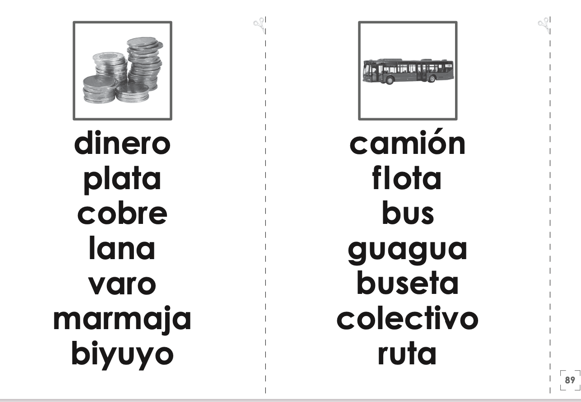 dinero
plata
cobre
lana
varo
marmaja
biyuyo
camión
flota
bus
guagua
buseta
colectivo
ruta
89